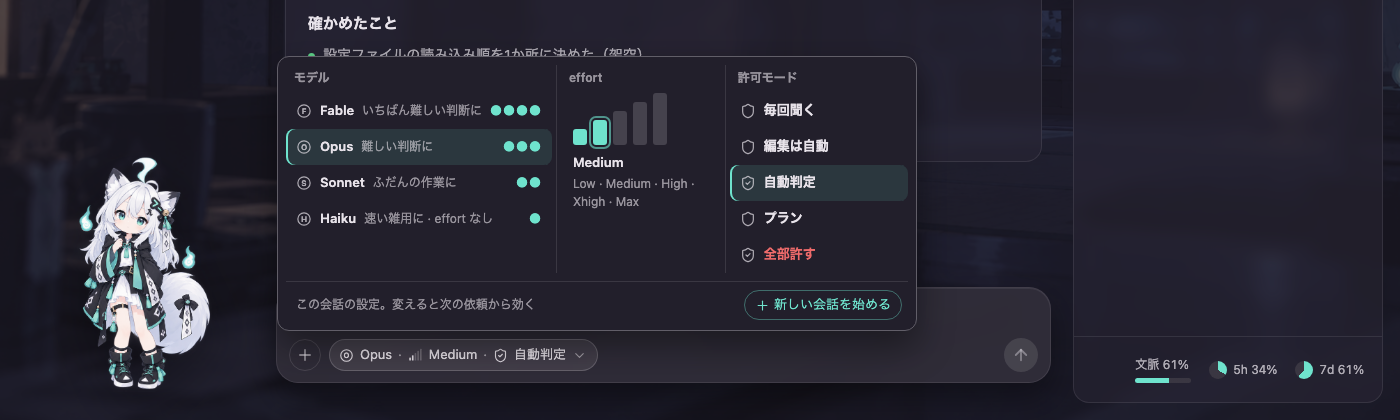 確かめたこと
設定ファイルの読み込み順を1か所に決めた（架空）
モデル
F Fable いちばん難しい判断に
O Opus 難しい判断に
S Sonnet ふだんの作業に
H Haiku 速い雑用に · effort なし
effort
Medium
Low · Medium · High ·
Xhigh · Max
許可モード
毎回聞く
編集は自動
自動判定
プラン
全部許す
この会話の設定。変えると次の依頼から効く
+ 新しい会話を始める
Opus · Medium · 自動判定
文脈 61%
5h 34%
7d 61%